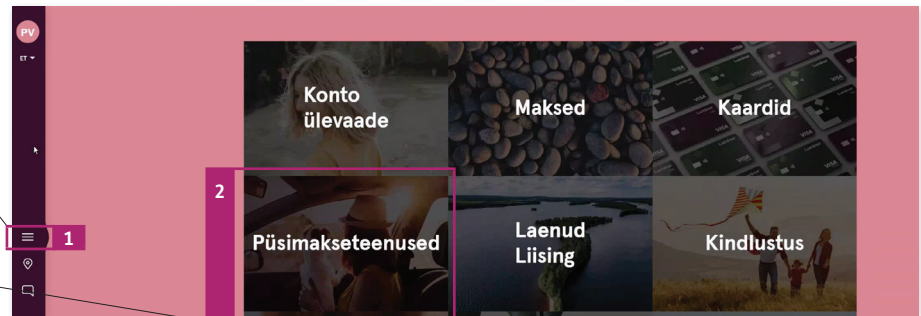 PV
ET
Konto
ülevaade
Maksed
Kaardid
2
1
Püsimakseteenused
Laenud
Liising
Kindlustus